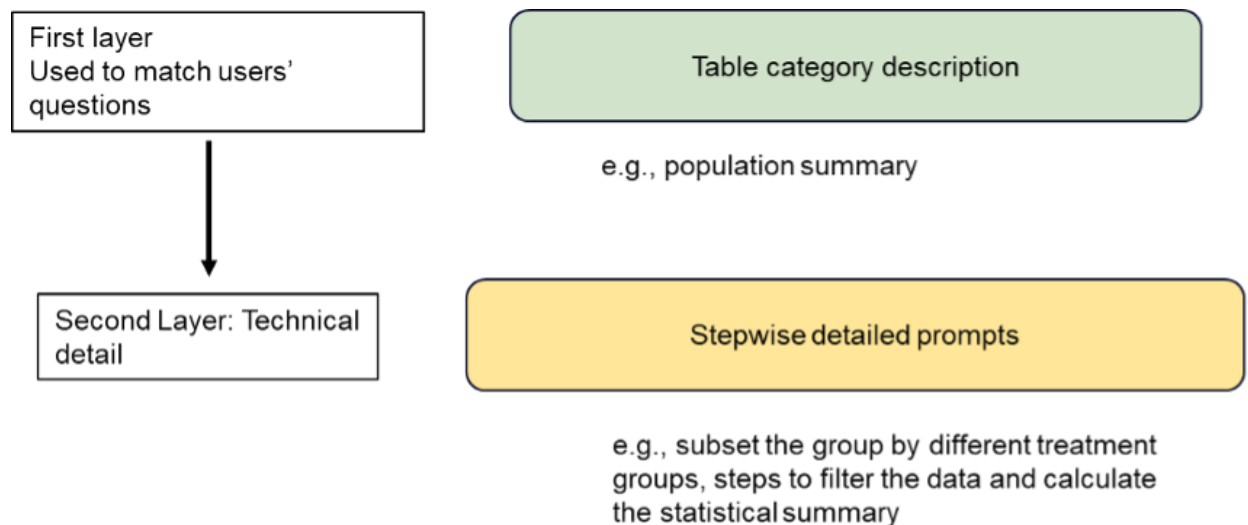 First layer
Used to match users'
questions
Table category description
e.g., population summary
Second Layer: Technical
detail
Stepwise detailed prompts
e.g., subset the group by different treatment
groups, steps to filter the data and calculate
the statistical summary